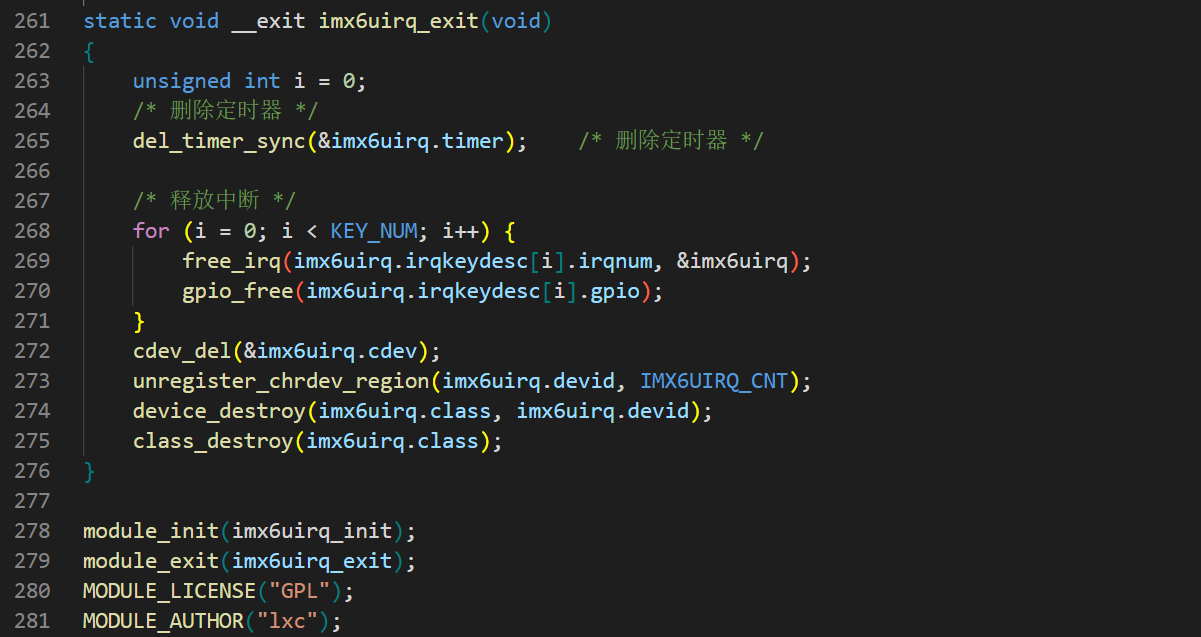 261 static void __exit imx6uirq_exit(void)
262 {
263     unsigned int i = 0;
264     /* 删除定时器 */
265     del_timer_sync(&imx6uirq.timer);    /* 删除定时器 */
266
267     /* 释放中断 */
268     for (i = 0; i < KEY_NUM; i++) {
269         free_irq(imx6uirq.irqkeydesc[i].irqnum, &imx6uirq);
270         gpio_free(imx6uirq.irqkeydesc[i].gpio);
271     }
272     cdev_del(&imx6uirq.cdev);
273     unregister_chrdev_region(imx6uirq.devid, IMX6UIRQ_CNT);
274     device_destroy(imx6uirq.class, imx6uirq.devid);
275     class_destroy(imx6uirq.class);
276 }
277
278 module_init(imx6uirq_init);
279 module_exit(imx6uirq_exit);
280 MODULE_LICENSE("GPL");
281 MODULE_AUTHOR("lxc");